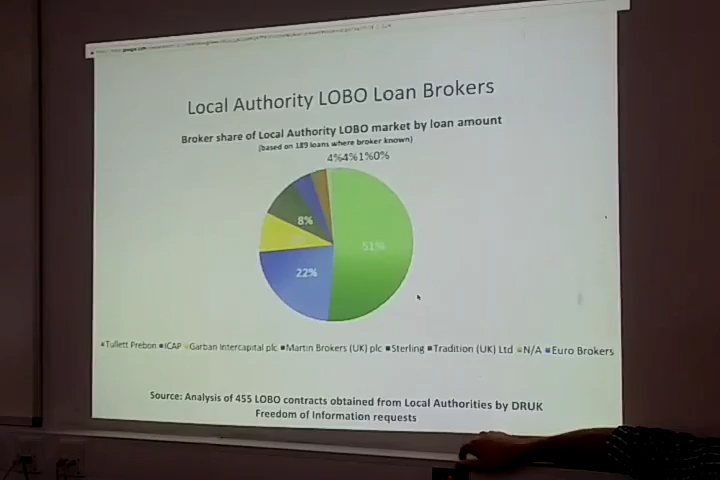 Local Authority LOBO Loan Brokers
Broker share of Local Authority LOBO market by loan amount
(based on 189 loans where broker known)
4%4%1%0%
8%
51%
22%
Tullett Prebon ICAP Garban Intercapital plc Martin Brokers (UK) plc Sterling Tradition (UK) Ltd N/A Euro Brokers
Source: Analysis of 455 LOBO contracts obtained from Local Authorities by DRUK
Freedom of Information requests